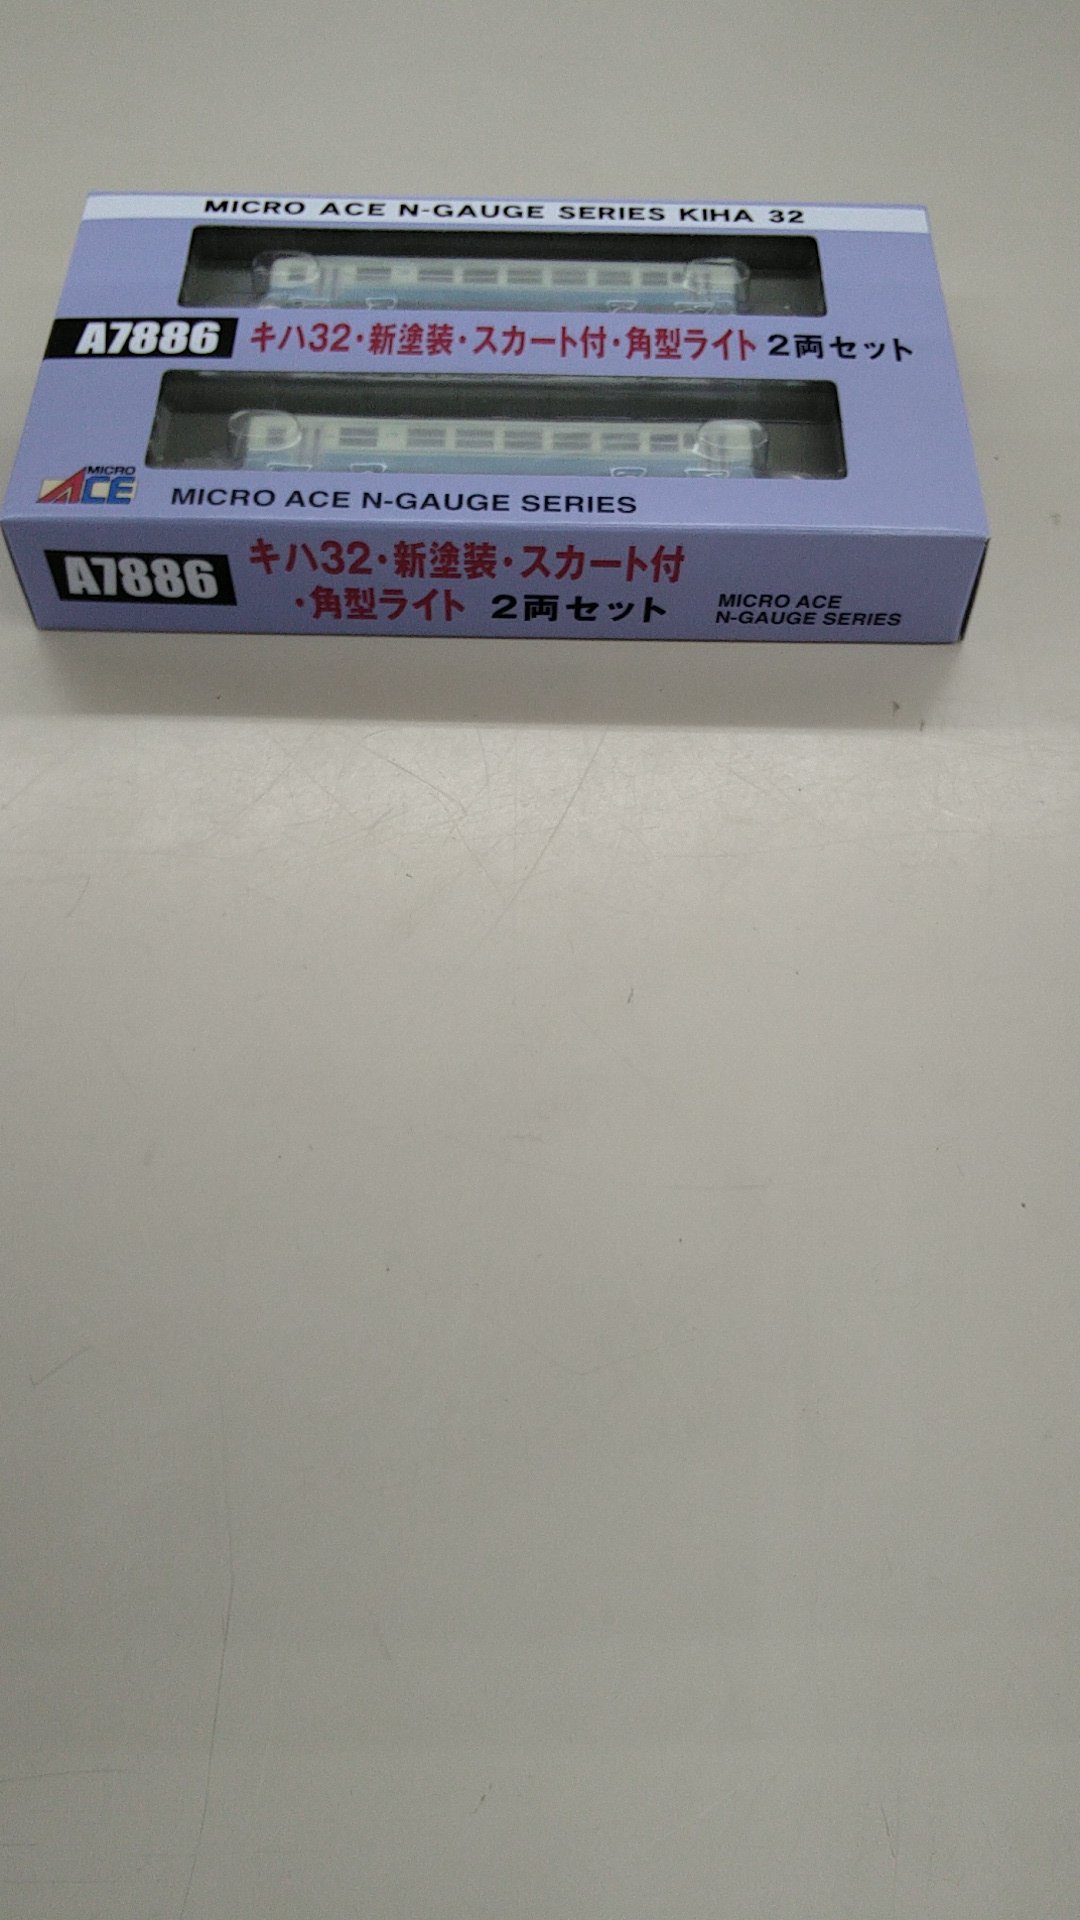 MICRO ACE N-GAUGE SERIES KIHA 32
A7886 キハ32・新塗装・スカート付・角型ライト 2両セット
MICRO ACE
MICRO ACE N-GAUGE SERIES
A7886
キハ32・新塗装・スカート付
・角型ライト 2両セット
MICRO ACE
N-GAUGE SERIES